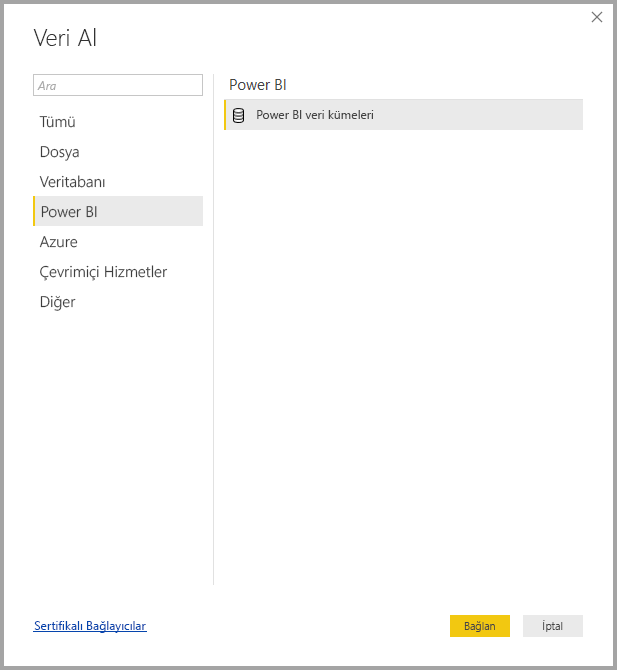 Veri Al
Ara
Tümü
Dosya
Veritabanı
Power BI
Azure
Çevrimiçi Hizmetler
Diğer
Power BI
Power BI veri kümeleri
Sertifikalı Bağlayıcılar
Bağlan
İptal